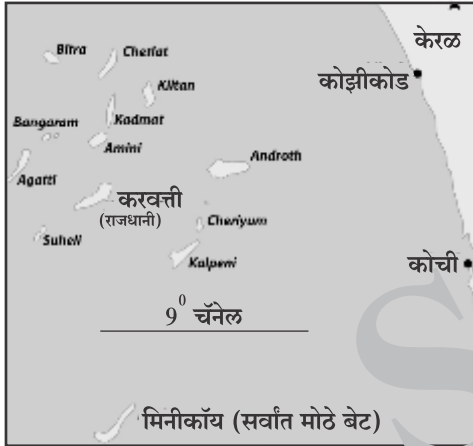 केरळ
Bitra
Chetlat
कोझीकोड
Kiltan
Kadmat
Bangaram
Amini
Androth
Agatti
करवत्ती
(राजधानी)
Cheriyum
Suheli
Kalpeni
कोची
9⁰ चॅनेल
मिनीकॉय (सर्वांत मोठे बेट)